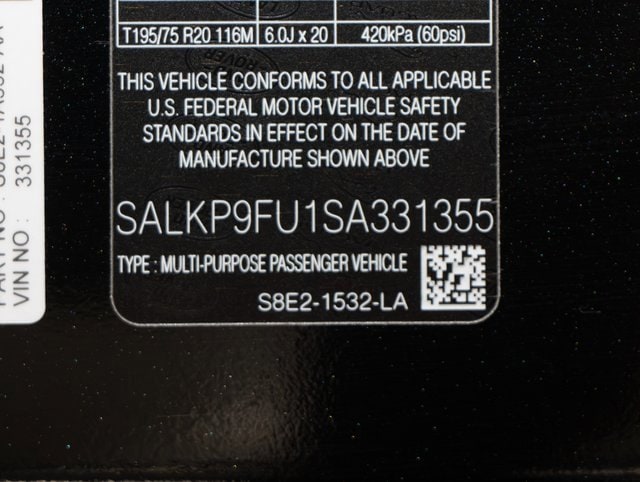 T195/75 R20 116M 6.0J x 20 420kPa (60psi)
THIS VEHICLE CONFORMS TO ALL APPLICABLE
U.S. FEDERAL MOTOR VEHICLE SAFETY
STANDARDS IN EFFECT ON THE DATE OF
MANUFACTURE SHOWN ABOVE
SALKP9FU1SA331355
TYPE : MULTI-PURPOSE PASSENGER VEHICLE
S8E2-1532-LA
VIN NO : 331355